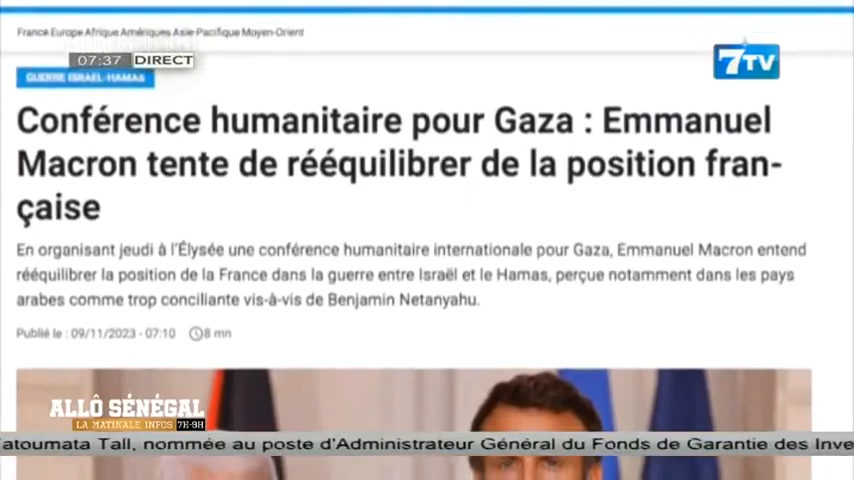 France Europe Afrique Amériques Asie-Pacifique Moyen-Orient
07:37 DIRECT
7TV
GUERRE ISRAËL-HAMAS
Conférence humanitaire pour Gaza : Emmanuel
Macron tente de rééquilibrer de la position fran-
çaise
En organisant jeudi à l'Élysée une conférence humanitaire internationale pour Gaza, Emmanuel Macron entend
rééquilibrer la position de la France dans la guerre entre Israël et le Hamas, perçue notamment dans les pays
arabes comme trop conciliante vis-à-vis de Benjamin Netanyahu.
Publié le : 09/11/2023 - 07:10 8 mn
ALLÔ SÉNÉGAL
LA MATINALE INFOS 7H-9H
atoumata Tall, nommée au poste d'Administrateur Général du Fonds de Garantie des Inve